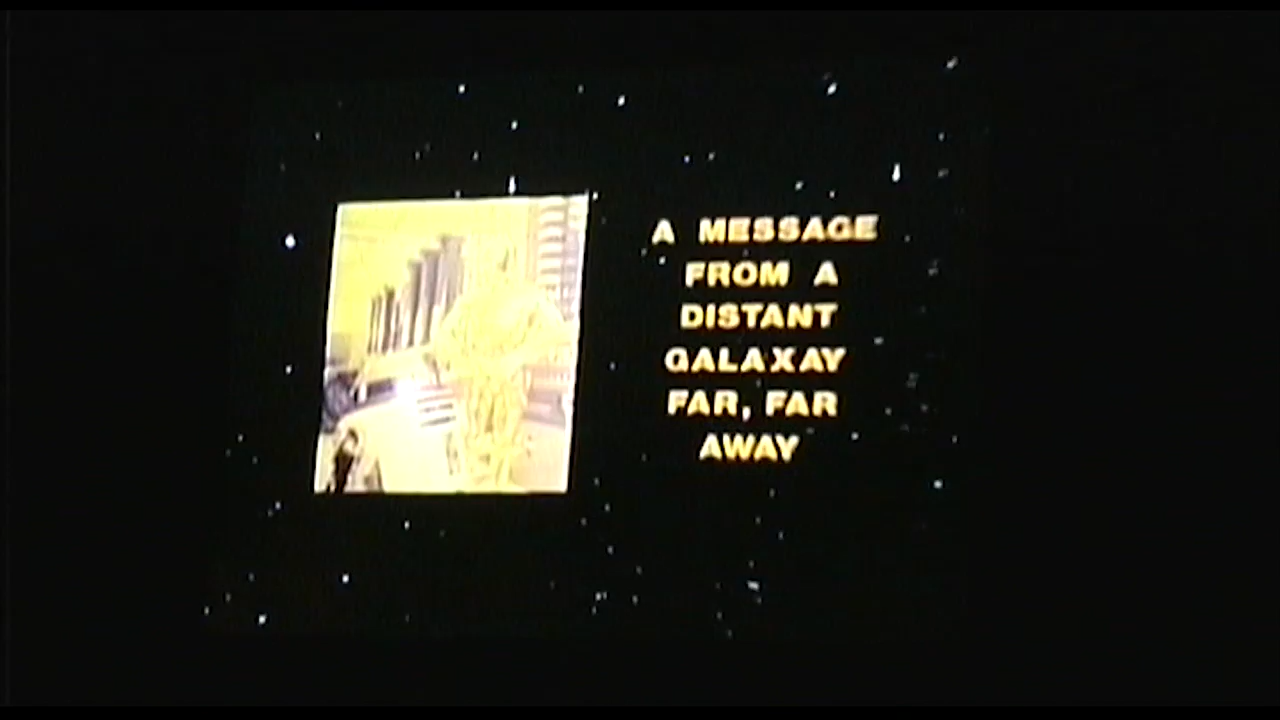 A MESSAGE
FROM A
DISTANT
GALAXAY
FAR, FAR
AWAY